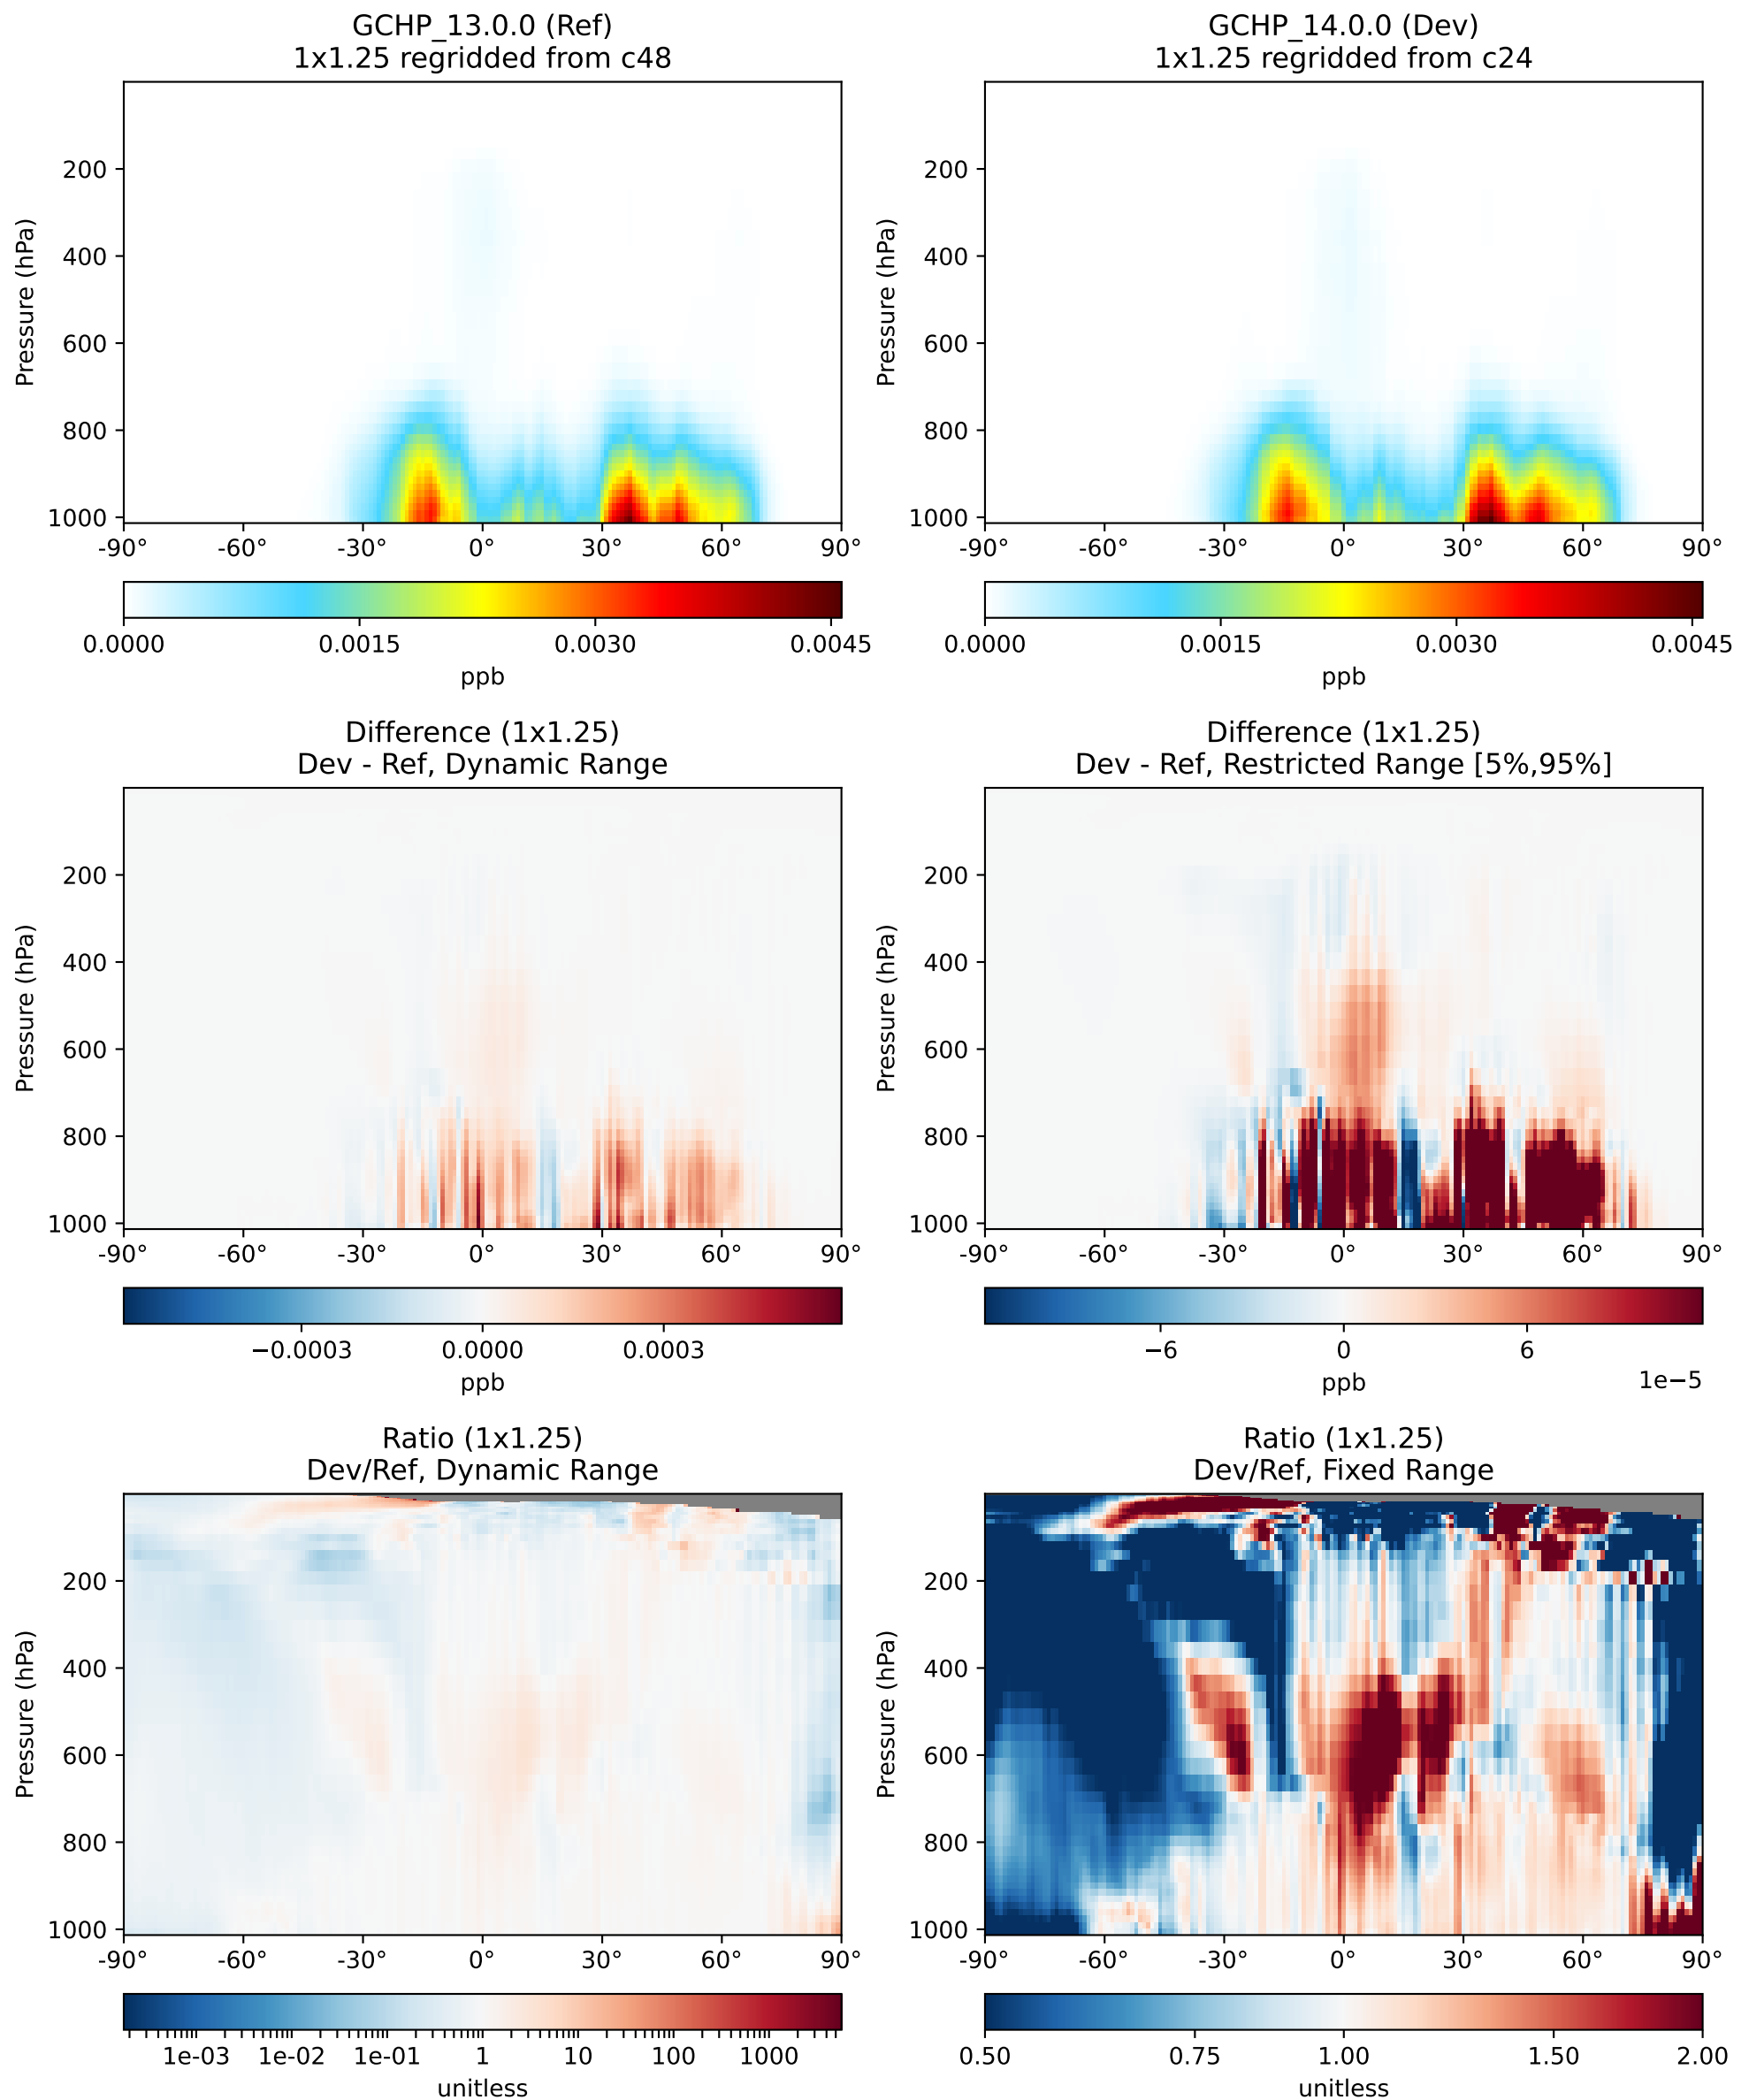 GCHP_13.0.0 (Ref)
1x1.25 regridded from c48
Pressure (hPa)
200
400
600
800
1000
-90° -60° -30° 0° 30° 60° 90°
0.0000 0.0015 0.0030 0.0045
ppb
GCHP_14.0.0 (Dev)
1x1.25 regridded from c24
Pressure (hPa)
200
400
600
800
1000
-90° -60° -30° 0° 30° 60° 90°
0.0000 0.0015 0.0030 0.0045
ppb
Difference (1x1.25)
Dev - Ref, Dynamic Range
Pressure (hPa)
200
400
600
800
1000
-90° -60° -30° 0° 30° 60° 90°
−0.0003 0.0000 0.0003
ppb
Difference (1x1.25)
Dev - Ref, Restricted Range [5%,95%]
Pressure (hPa)
200
400
600
800
1000
-90° -60° -30° 0° 30° 60° 90°
−6 0 6
ppb
1e−5
Ratio (1x1.25)
Dev/Ref, Dynamic Range
Pressure (hPa)
200
400
600
800
1000
-90° -60° -30° 0° 30° 60° 90°
1e-03 1e-02 1e-01 1 10 100 1000
unitless
Ratio (1x1.25)
Dev/Ref, Fixed Range
Pressure (hPa)
200
400
600
800
1000
-90° -60° -30° 0° 30° 60° 90°
0.50 0.75 1.00 1.50 2.00
unitless